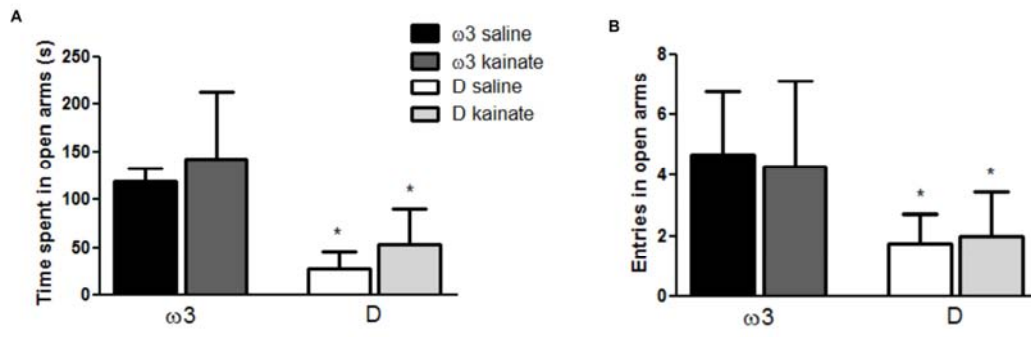 A
Time spent in open arms (s)
250
200
150
100
50
0
*
*
ω3
D
ω3 saline
ω3 kainate
D saline
D kainate
B
Entries in open arms
8
6
4
2
0
*
*
ω3
D